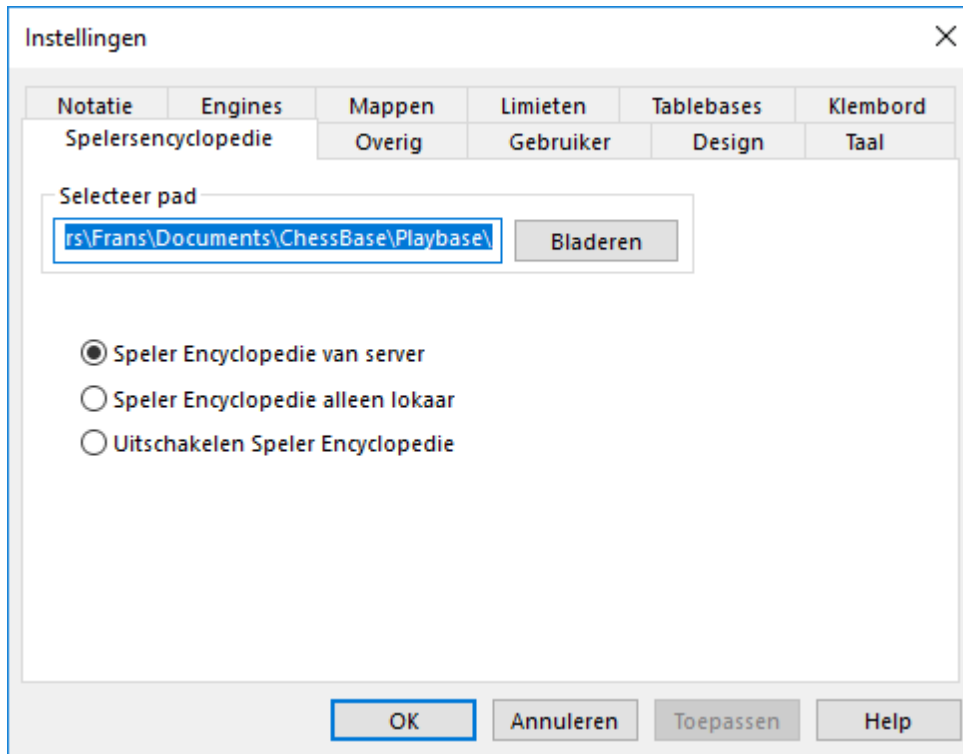 Instellingen
Notatie Engines Mappen Limieten Tablebases Klembord
Spelersencyclopedie Overig Gebruiker Design Taal
Selecteer pad
rs\Frans\Documents\ChessBase\Playbase\ Bladeren
Speler Encyclopedie van server
Speler Encyclopedie alleen lokaar
Uitschakelen Speler Encyclopedie
OK Annuleren Toepassen Help